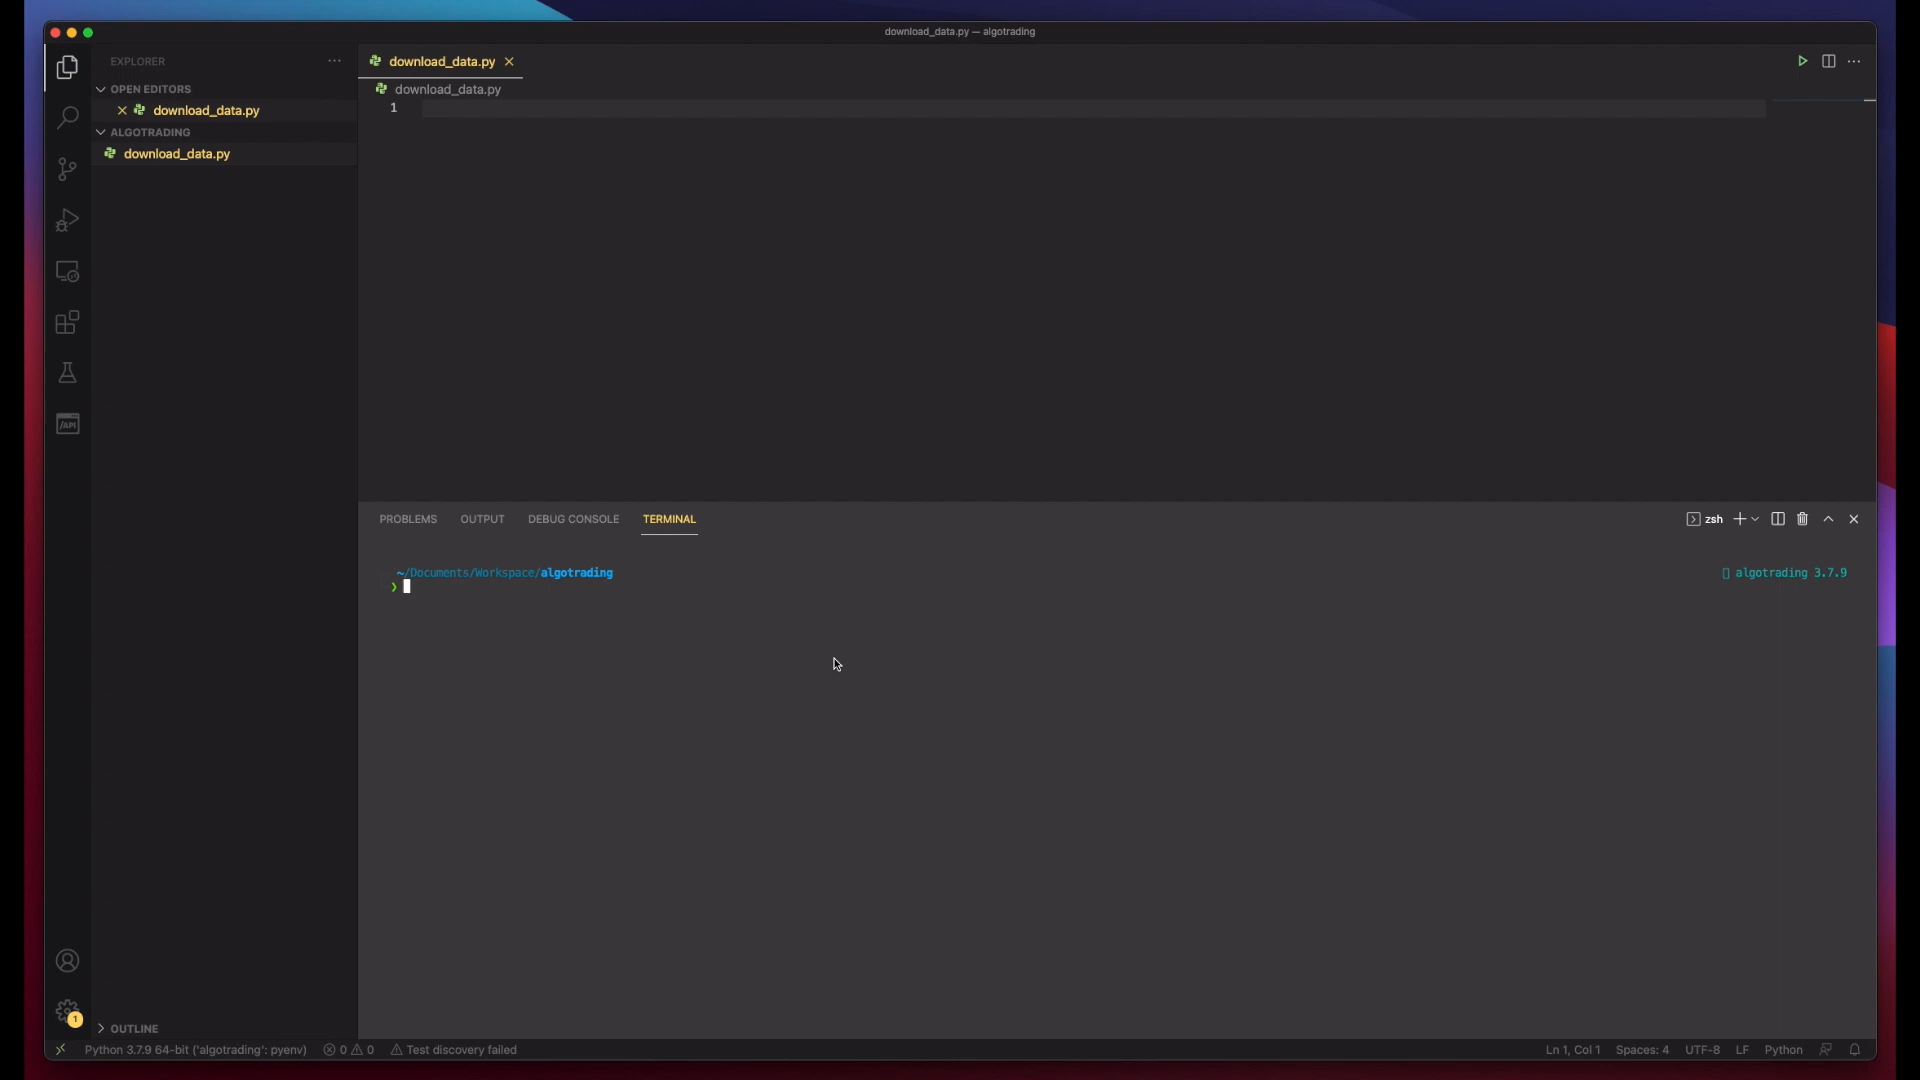 download_data.py — algotrading
EXPLORER
OPEN EDITORS
download_data.py
ALGOTRADING
download_data.py
OUTLINE
download_data.py
download_data.py
1
PROBLEMS OUTPUT DEBUG CONSOLE TERMINAL
zsh
~/Documents/Workspace/algotrading
algotrading 3.7.9
❯
/API
1
Python 3.7.9 64-bit ('algotrading': pyenv) 0 0 Test discovery failed
Ln 1, Col 1 Spaces: 4 UTF-8 LF Python